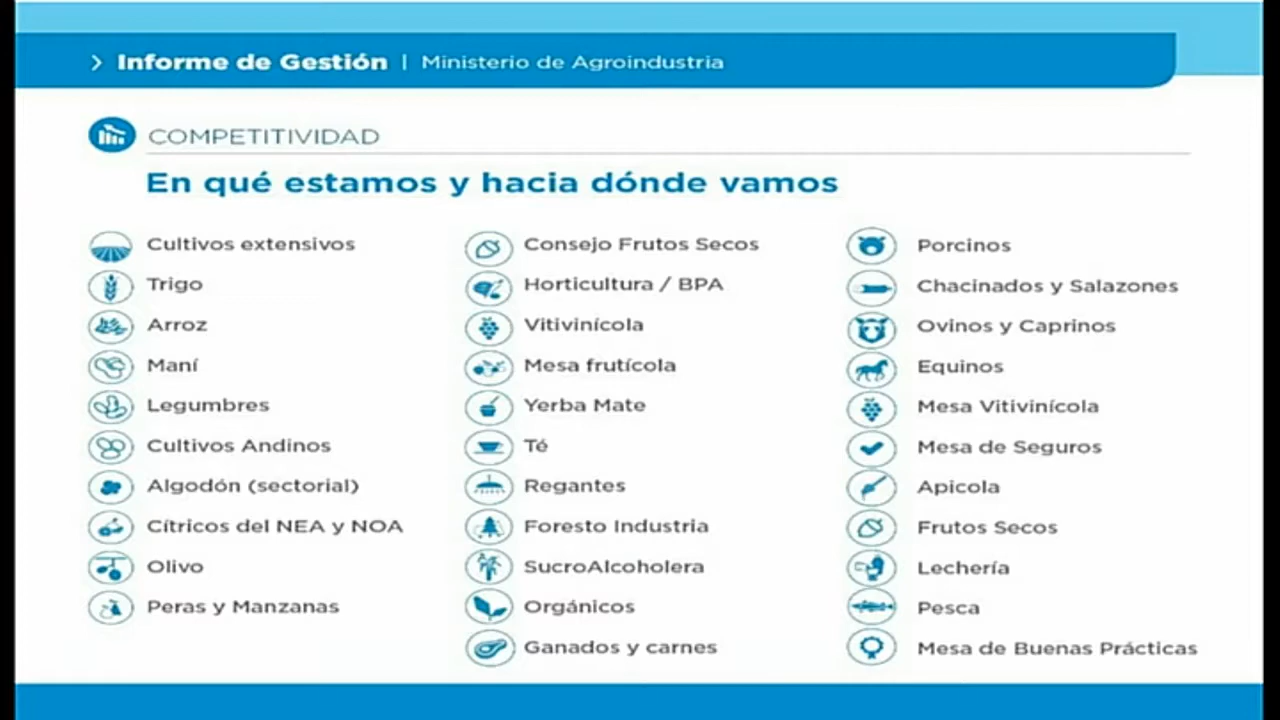 > Informe de Gestión | Ministerio de Agroindustria
COMPETITIVIDAD
En qué estamos y hacia dónde vamos
Cultivos extensivos
Trigo
Arroz
Maní
Legumbres
Cultivos Andinos
Algodón (sectorial)
Cítricos del NEA y NOA
Olivo
Peras y Manzanas
Consejo Frutos Secos
Horticultura / BPA
Vitivinícola
Mesa frutícola
Yerba Mate
Té
Regantes
Foresto Industria
SucroAlcoholera
Orgánicos
Ganados y carnes
Porcinos
Chacinados y Salazones
Ovinos y Caprinos
Equinos
Mesa Vitivinícola
Mesa de Seguros
Apicola
Frutos Secos
Lechería
Pesca
Mesa de Buenas Prácticas